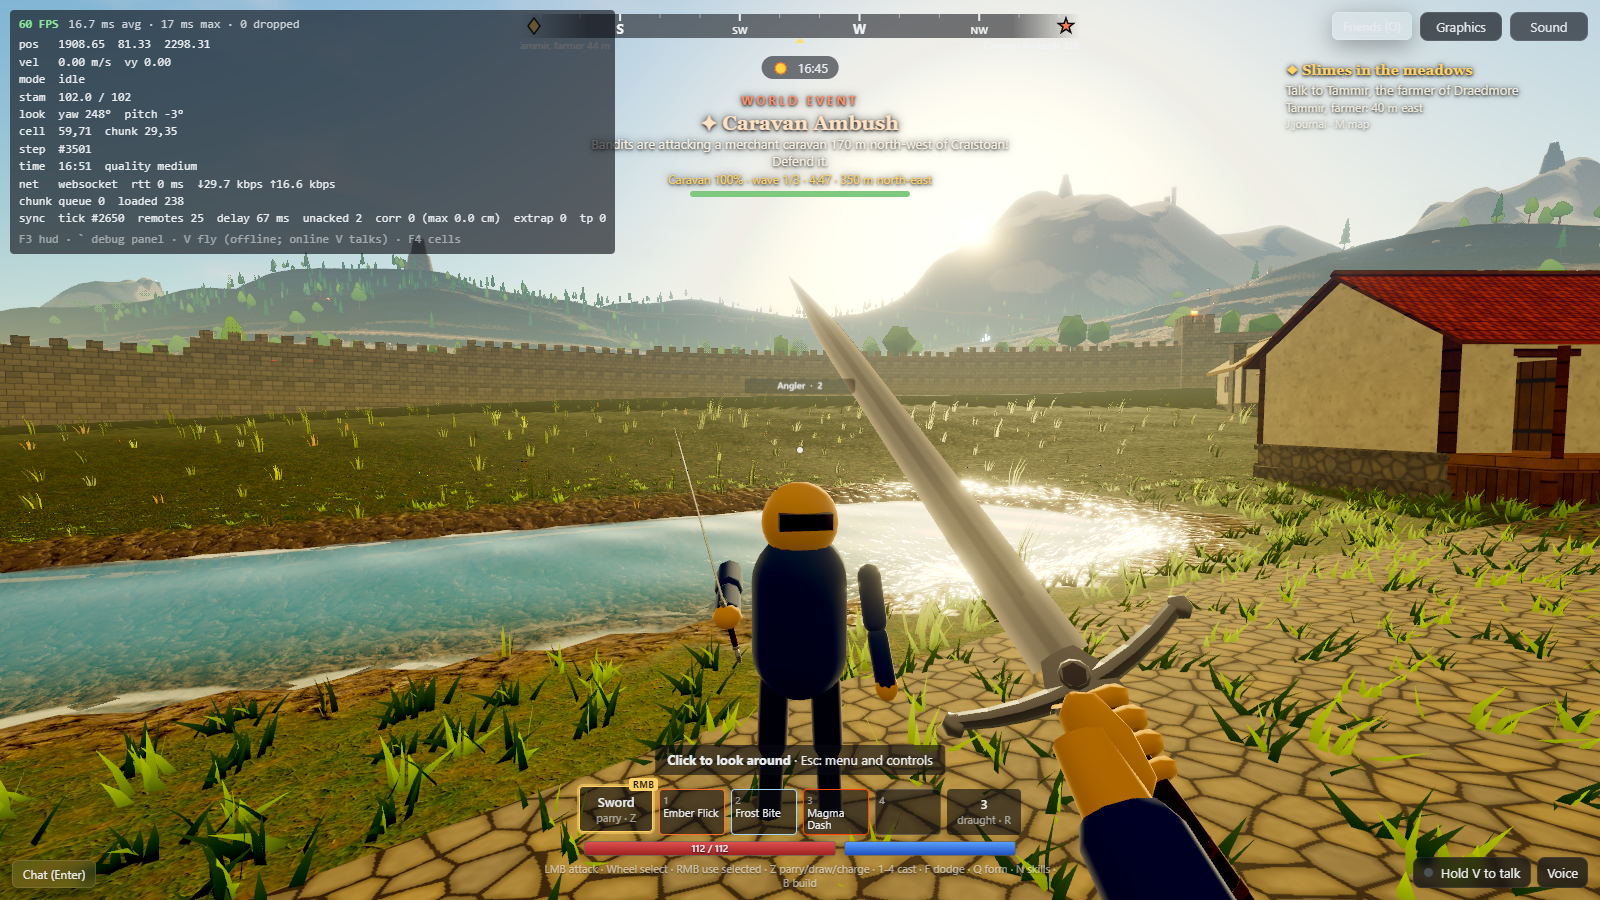 60 FPS 16.7 ms avg · 17 ms max · 0 dropped
pos 1908.65 81.33 2298.31
vel 0.00 m/s vy 0.00
mode idle
stam 102.0 / 102
look yaw 248° pitch -3°
cell 59,71 chunk 29,35
step #3501
time 16:51 quality medium
net websocket rtt 0 ms ↓29.7 kbps ↑16.6 kbps
chunk queue 0 loaded 238
sync tick #2650 remotes 25 delay 67 ms unacked 2 corr 0 (max 0.0 cm) extrap 0 tp 0
F3 hud · ` debug panel · V fly (offline; online V talks) · F4 cells
S SW W NW
farmer 44 m
16:45
WORLD EVENT
✦ Caravan Ambush
Bandits are attacking a merchant caravan 170 m north-west of Craistoan!
Defend it.
Caravan 100% · wave 1/3 · 4:47 · 350 m north-east
Friends (O)
Graphics
Sound
◆ Slimes in the meadows
Talk to Tammir, the farmer of Draedmore
Tammir, farmer: 40 m east
J journal · M map
Angler · 2
Click to look around · Esc: menu and controls
RMB
Sword
parry · Z
1
Ember Flick
2
Frost Bite
3
Magma
Dash
4
3
draught · R
112 / 112
LMB attack · Wheel select · RMB use selected · Z parry/draw/charge · 1-4 cast · F dodge · Q form · N skills ·
B build
Chat (Enter)
Hold V to talk
Voice